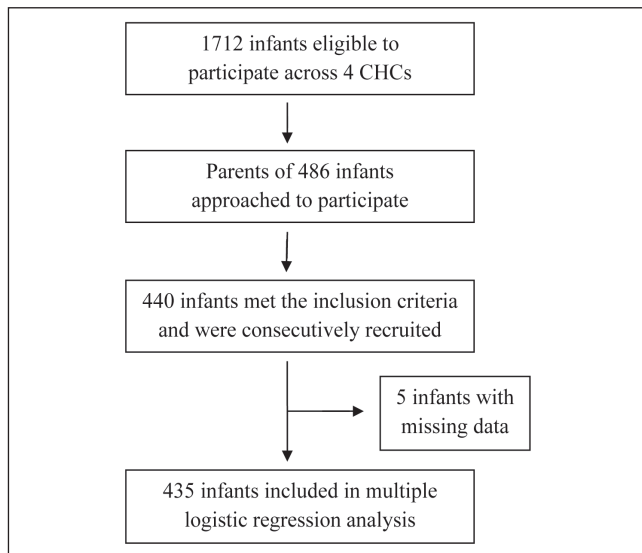 1712 infants eligible to
participate across 4 CHCs
Parents of 486 infants
approached to participate
440 infants met the inclusion criteria
and were consecutively recruited
5 infants with
missing data
435 infants included in multiple
logistic regression analysis